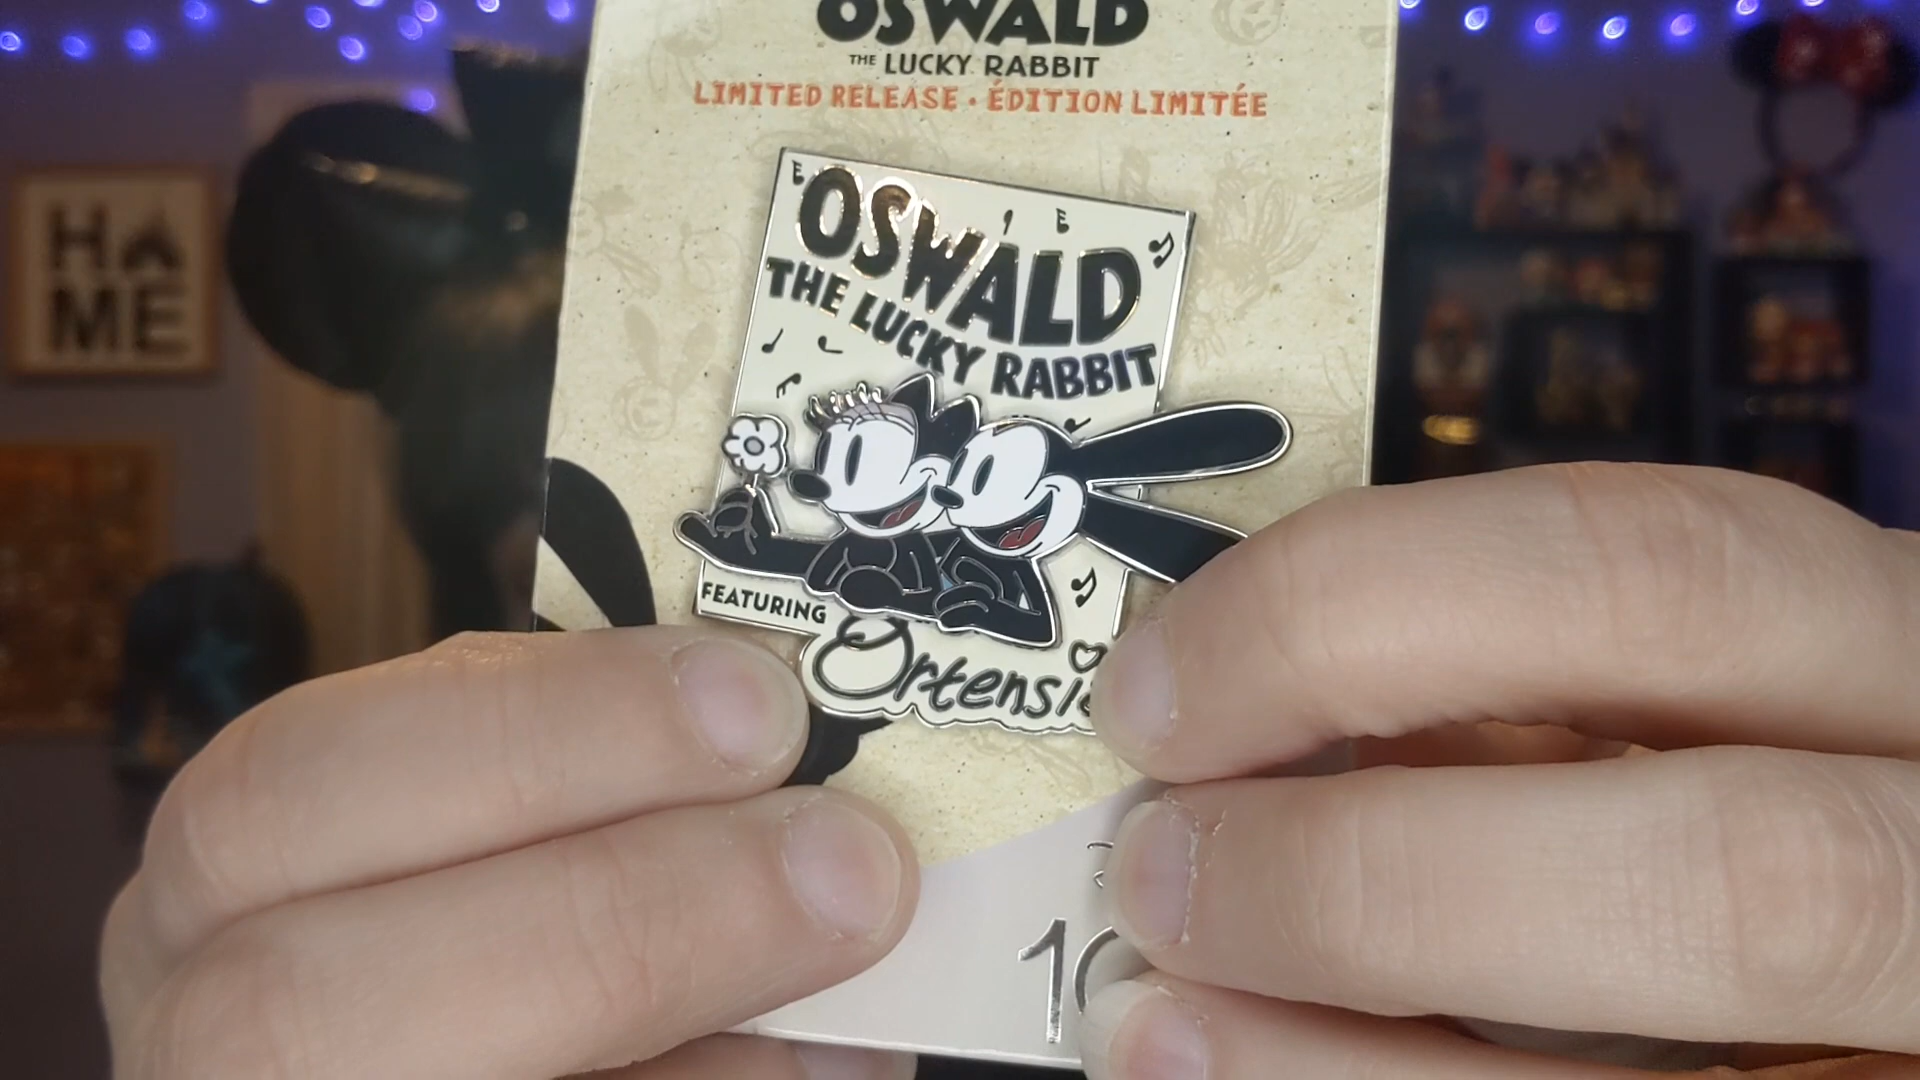 OSWALD
THE LUCKY RABBIT
LIMITED RELEASE • ÉDITION LIMITÉE
OSWALD
THE LUCKY RABBIT
FEATURING
HA
ME